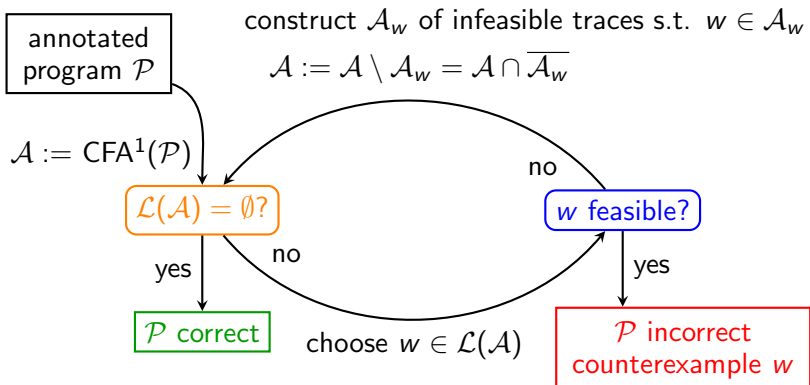 construct 𝒜_w of infeasible traces s.t. w ∈ 𝒜_w
annotated
program 𝒫
𝒜 := 𝒜 \ 𝒜_w = 𝒜 ∩ \overline{𝒜_w}
𝒜 := CFA¹(𝒫)
no
ℒ(𝒜) = ∅?
w feasible?
yes
no
yes
𝒫 correct
choose w ∈ ℒ(𝒜)
𝒫 incorrect
counterexample w